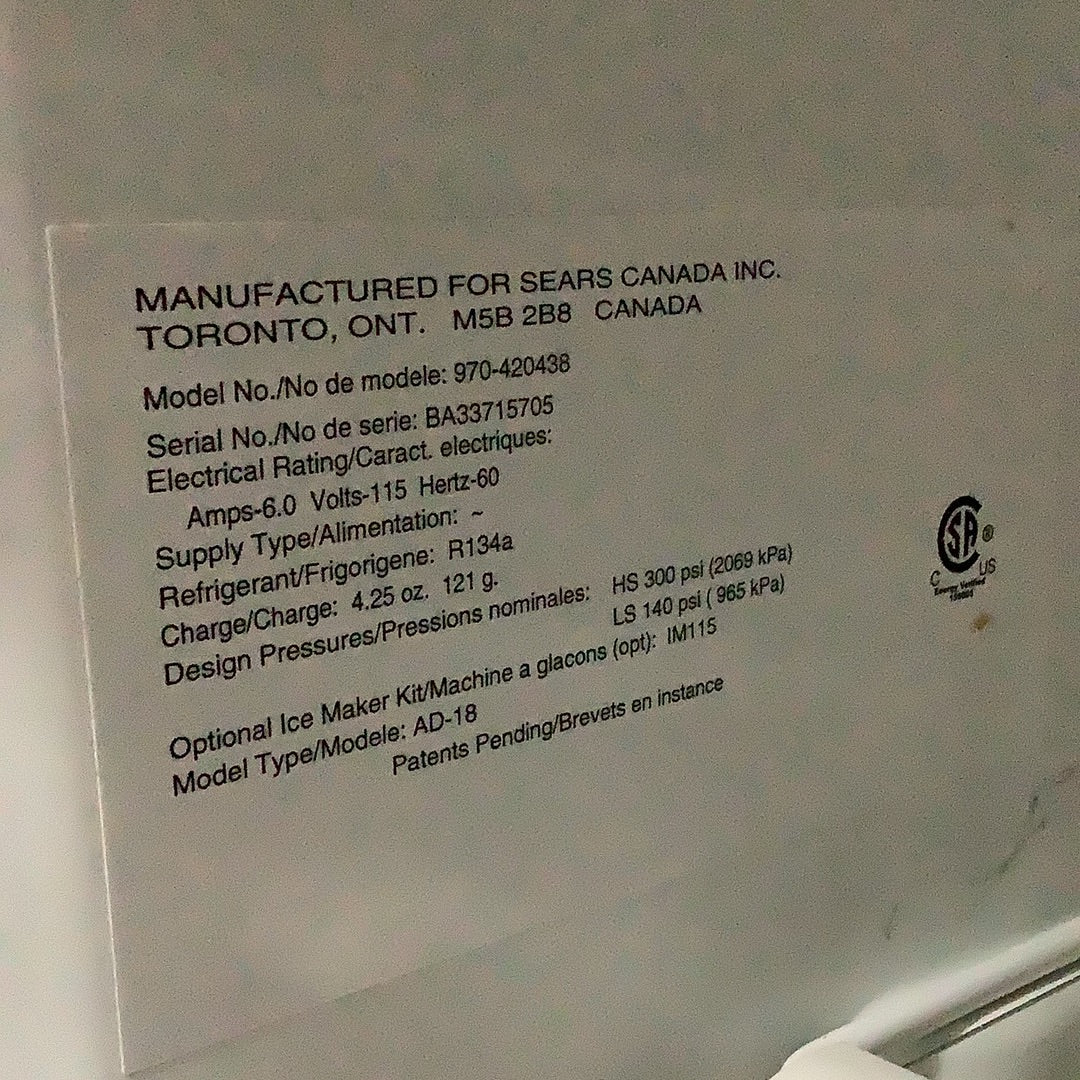 MANUFACTURED FOR SEARS CANADA INC.
TORONTO, ONT. M5B 2B8 CANADA
Model No./No de modele: 970-420438
Serial No./No de serie: BA33715705
Electrical Rating/Caract. electriques:
Amps-6.0 Volts-115 Hertz-60
Supply Type/Alimentation: ~
Refrigerant/Frigorigene: R134a
Charge/Charge: 4.25 oz. 121 g.
Design Pressures/Pressions nominales: HS 300 psi (2069 kPa)
LS 140 psi ( 965 kPa)
Optional Ice Maker Kit/Machine a glacons (opt): IM115
Model Type/Modele: AD-18
Patents Pending/Brevets en instance
SA ®
C US
Energy Verified